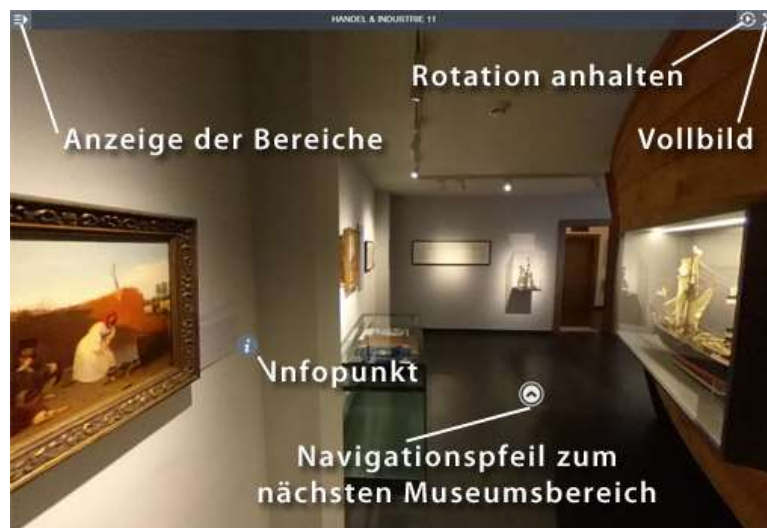 HANDEL & INDUSTRIE 11
Rotation anhalten
Anzeige der Bereiche
Vollbild
i
Infopunkt
Navigationspfeil zum
nächsten Museumsbereich